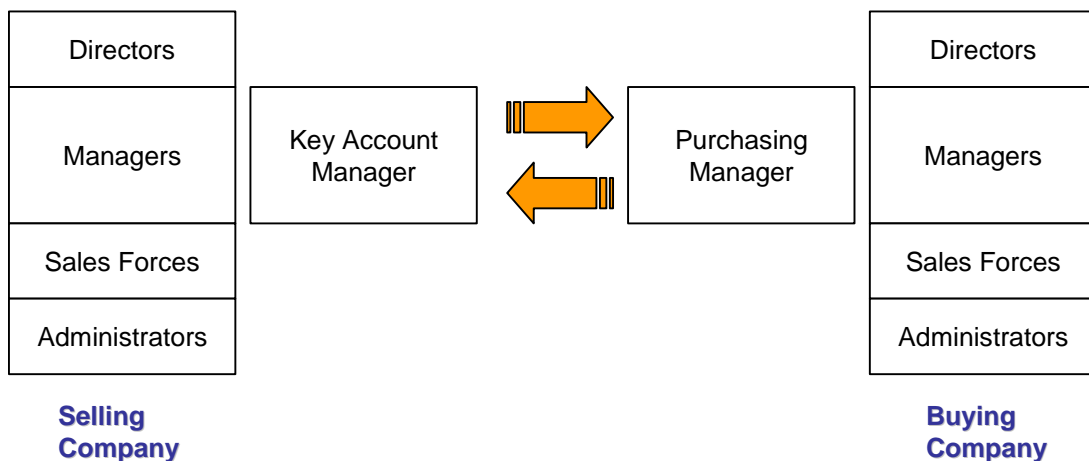 Directors
Managers
Sales Forces
Administrators
Key Account
Manager
Purchasing
Manager
Directors
Managers
Sales Forces
Administrators
Selling
Company
Buying
Company